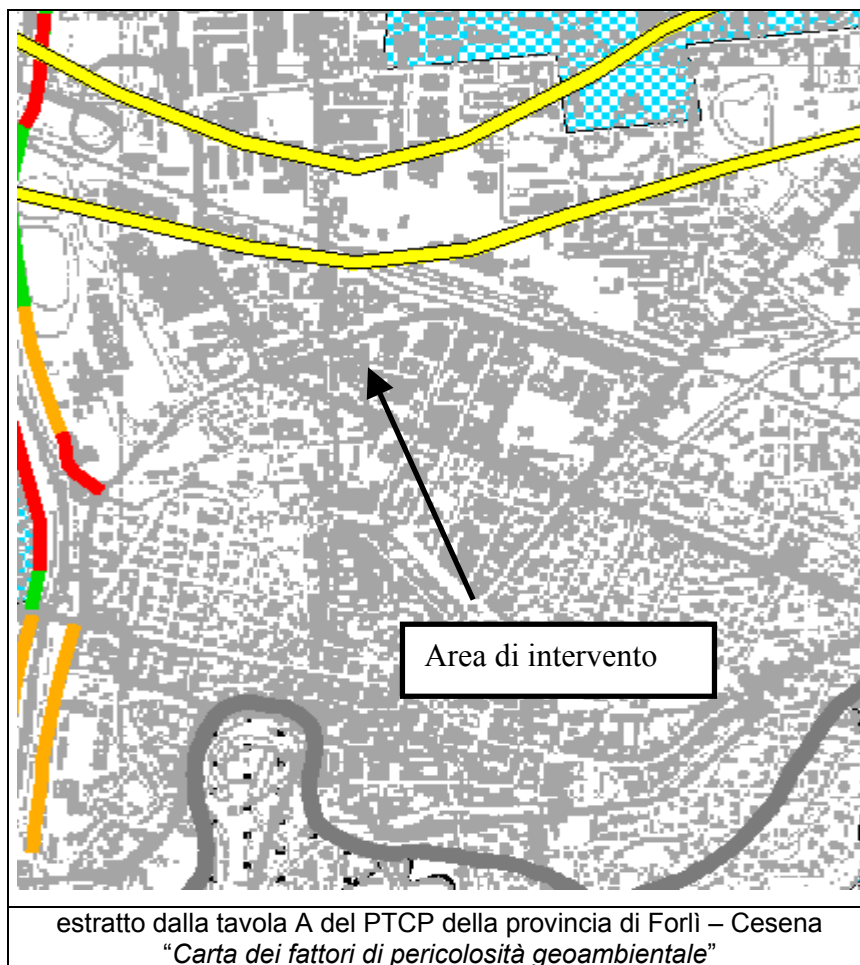 Area di intervento
estratto dalla tavola A del PTCP della provincia di Forlì – Cesena
“Carta dei fattori di pericolosità geoambientale”